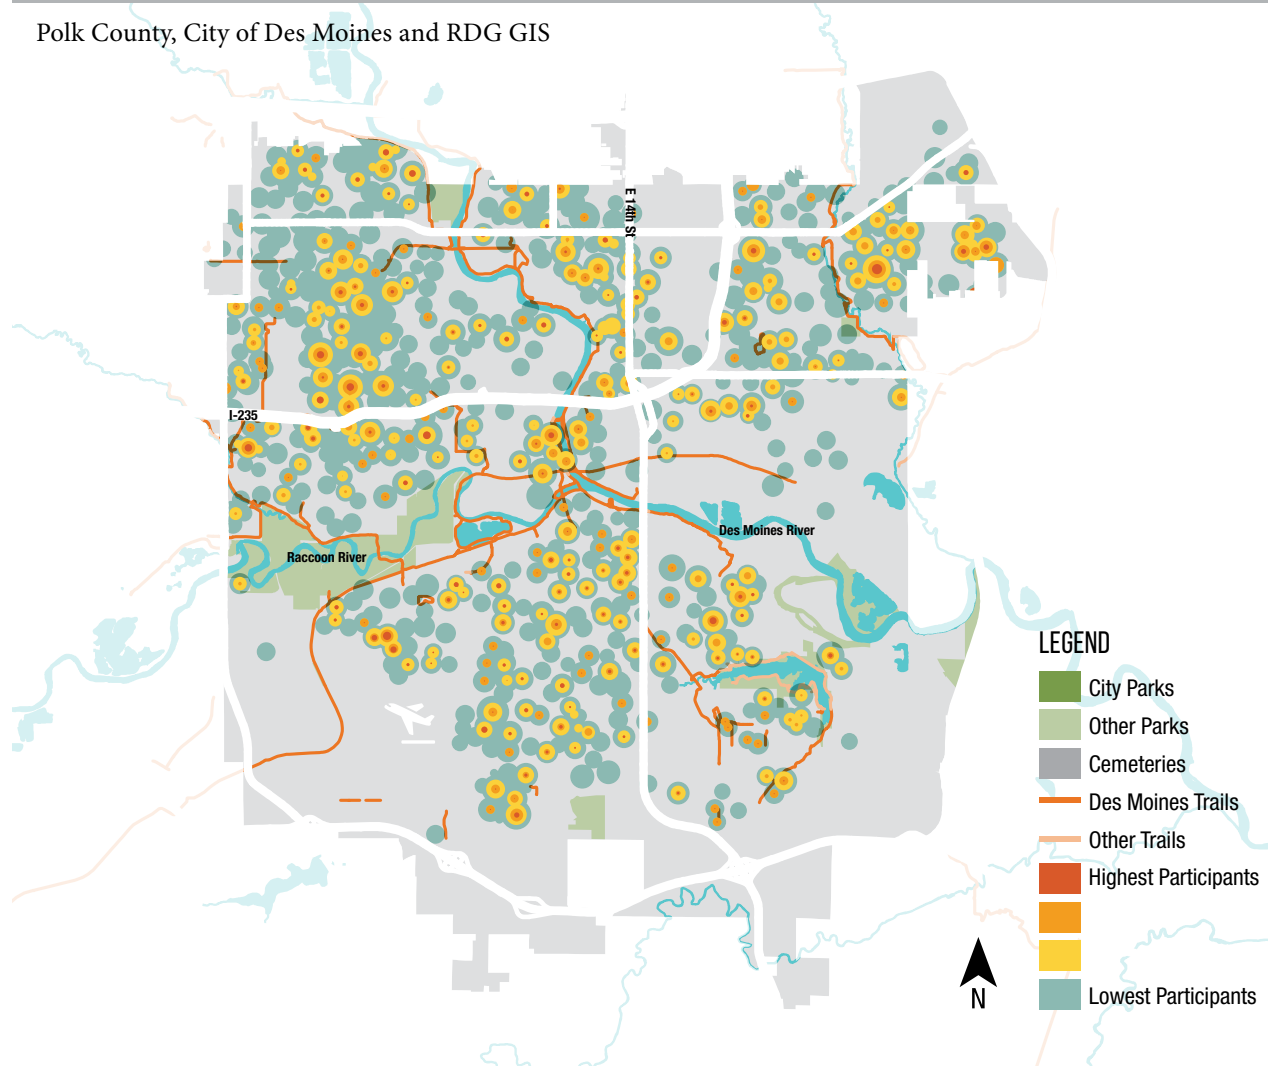 Polk County, City of Des Moines and RDG GIS
E 14th St
I-235
Des Moines River
Raccoon River
LEGEND
City Parks
Other Parks
Cemeteries
Des Moines Trails
Other Trails
Highest Participants
Lowest Participants
N